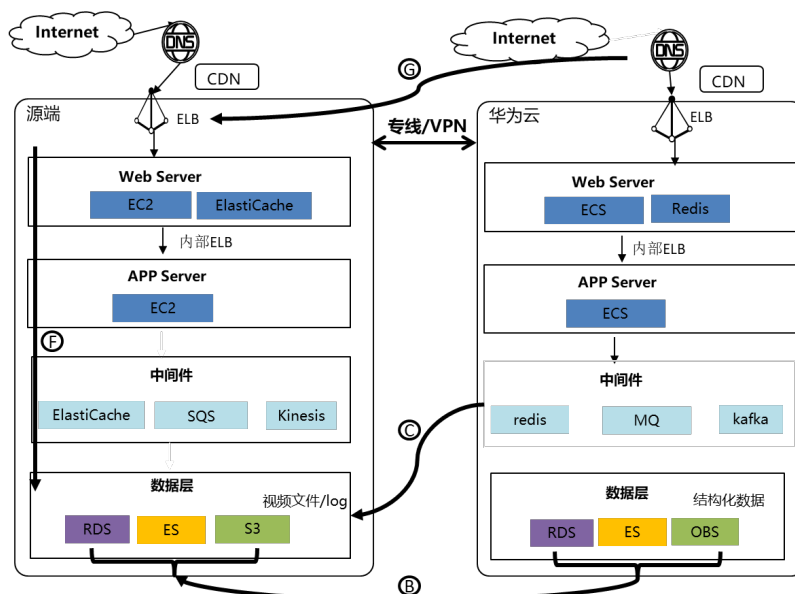 Internet
DNS
CDN
源端
ELB
Web Server
EC2
ElastiCache
内部ELB
APP Server
EC2
中间件
ElastiCache
SQS
Kinesis
数据层
视频文件/log
RDS
ES
S3
F
G
专线/VPN
C
B
Internet
DNS
CDN
华为云
ELB
Web Server
ECS
Redis
内部ELB
APP Server
ECS
中间件
redis
MQ
kafka
数据层
结构化数据
RDS
ES
OBS